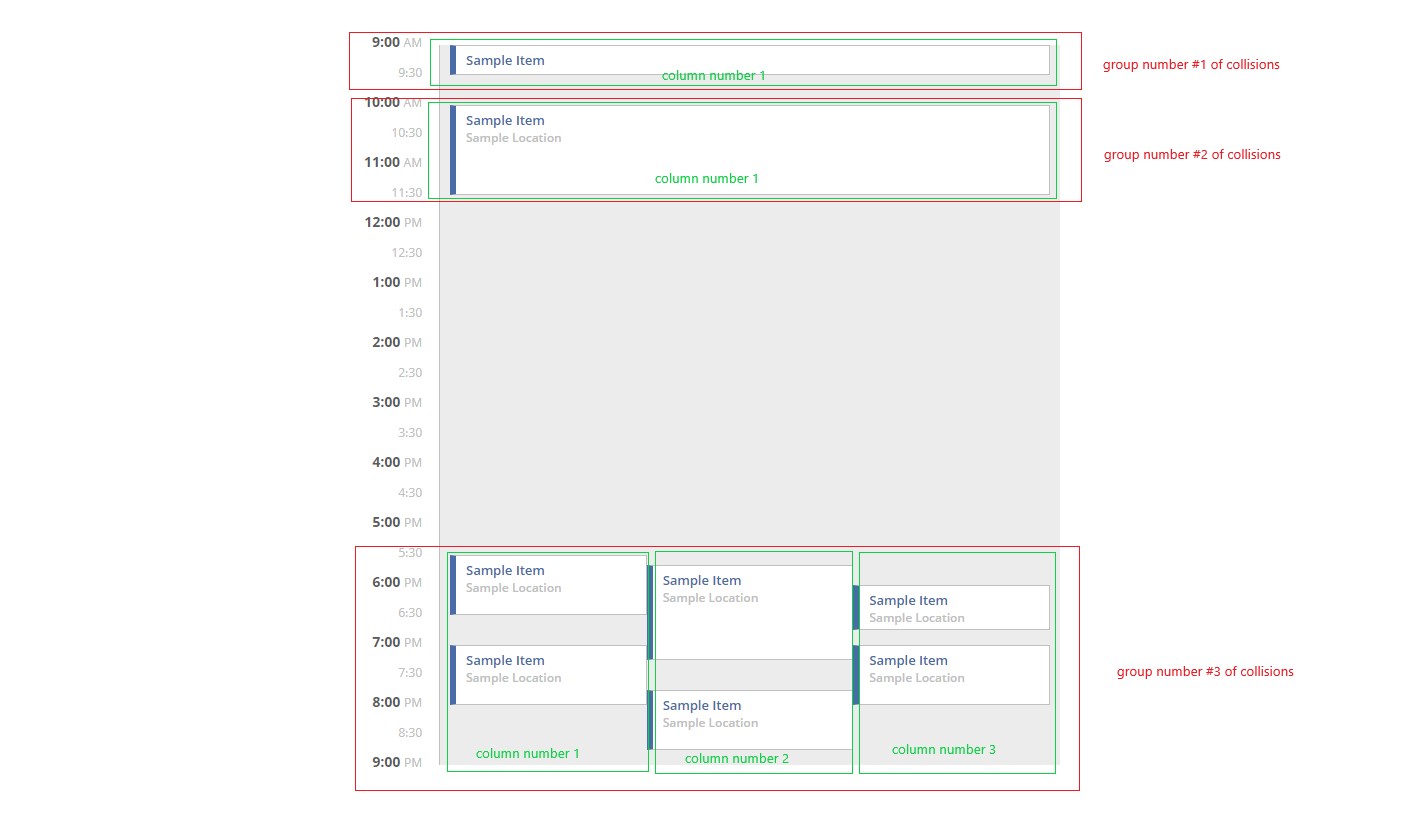 9:00 AM
Sample Item
9:30
column number 1
group number #1 of collisions
10:00 AM
Sample Item
10:30
Sample Location
group number #2 of collisions
11:00 AM
column number 1
11:30
12:00 PM
12:30
1:00 PM
1:30
2:00 PM
2:30
3:00 PM
3:30
4:00 PM
4:30
5:00 PM
5:30
Sample Item
Sample Location
6:00 PM
Sample Item
Sample Location
Sample Item
Sample Location
6:30
7:00 PM
Sample Item
Sample Location
Sample Item
Sample Location
7:30
group number #3 of collisions
8:00 PM
Sample Item
Sample Location
8:30
column number 1
column number 2
column number 3
9:00 PM